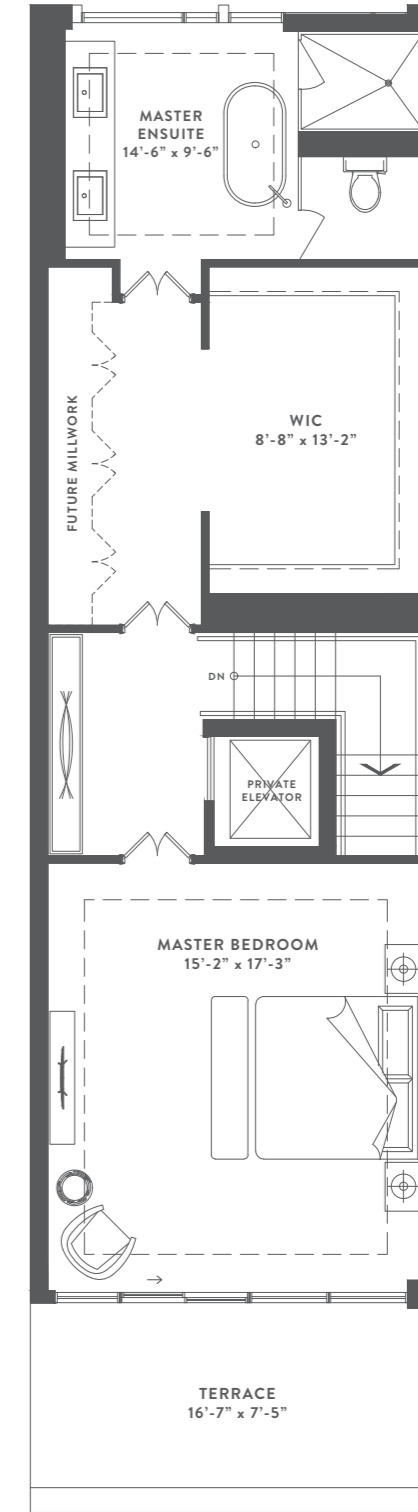 MASTER
ENSUITE
14’-6” x 9’-6”
FUTURE MILLWORK
WIC
8’-8” x 13’-2”
DN
PRIVATE
ELEVATOR
MASTER BEDROOM
15’-2” x 17’-3”
TERRACE
16’-7” x 7’-5”